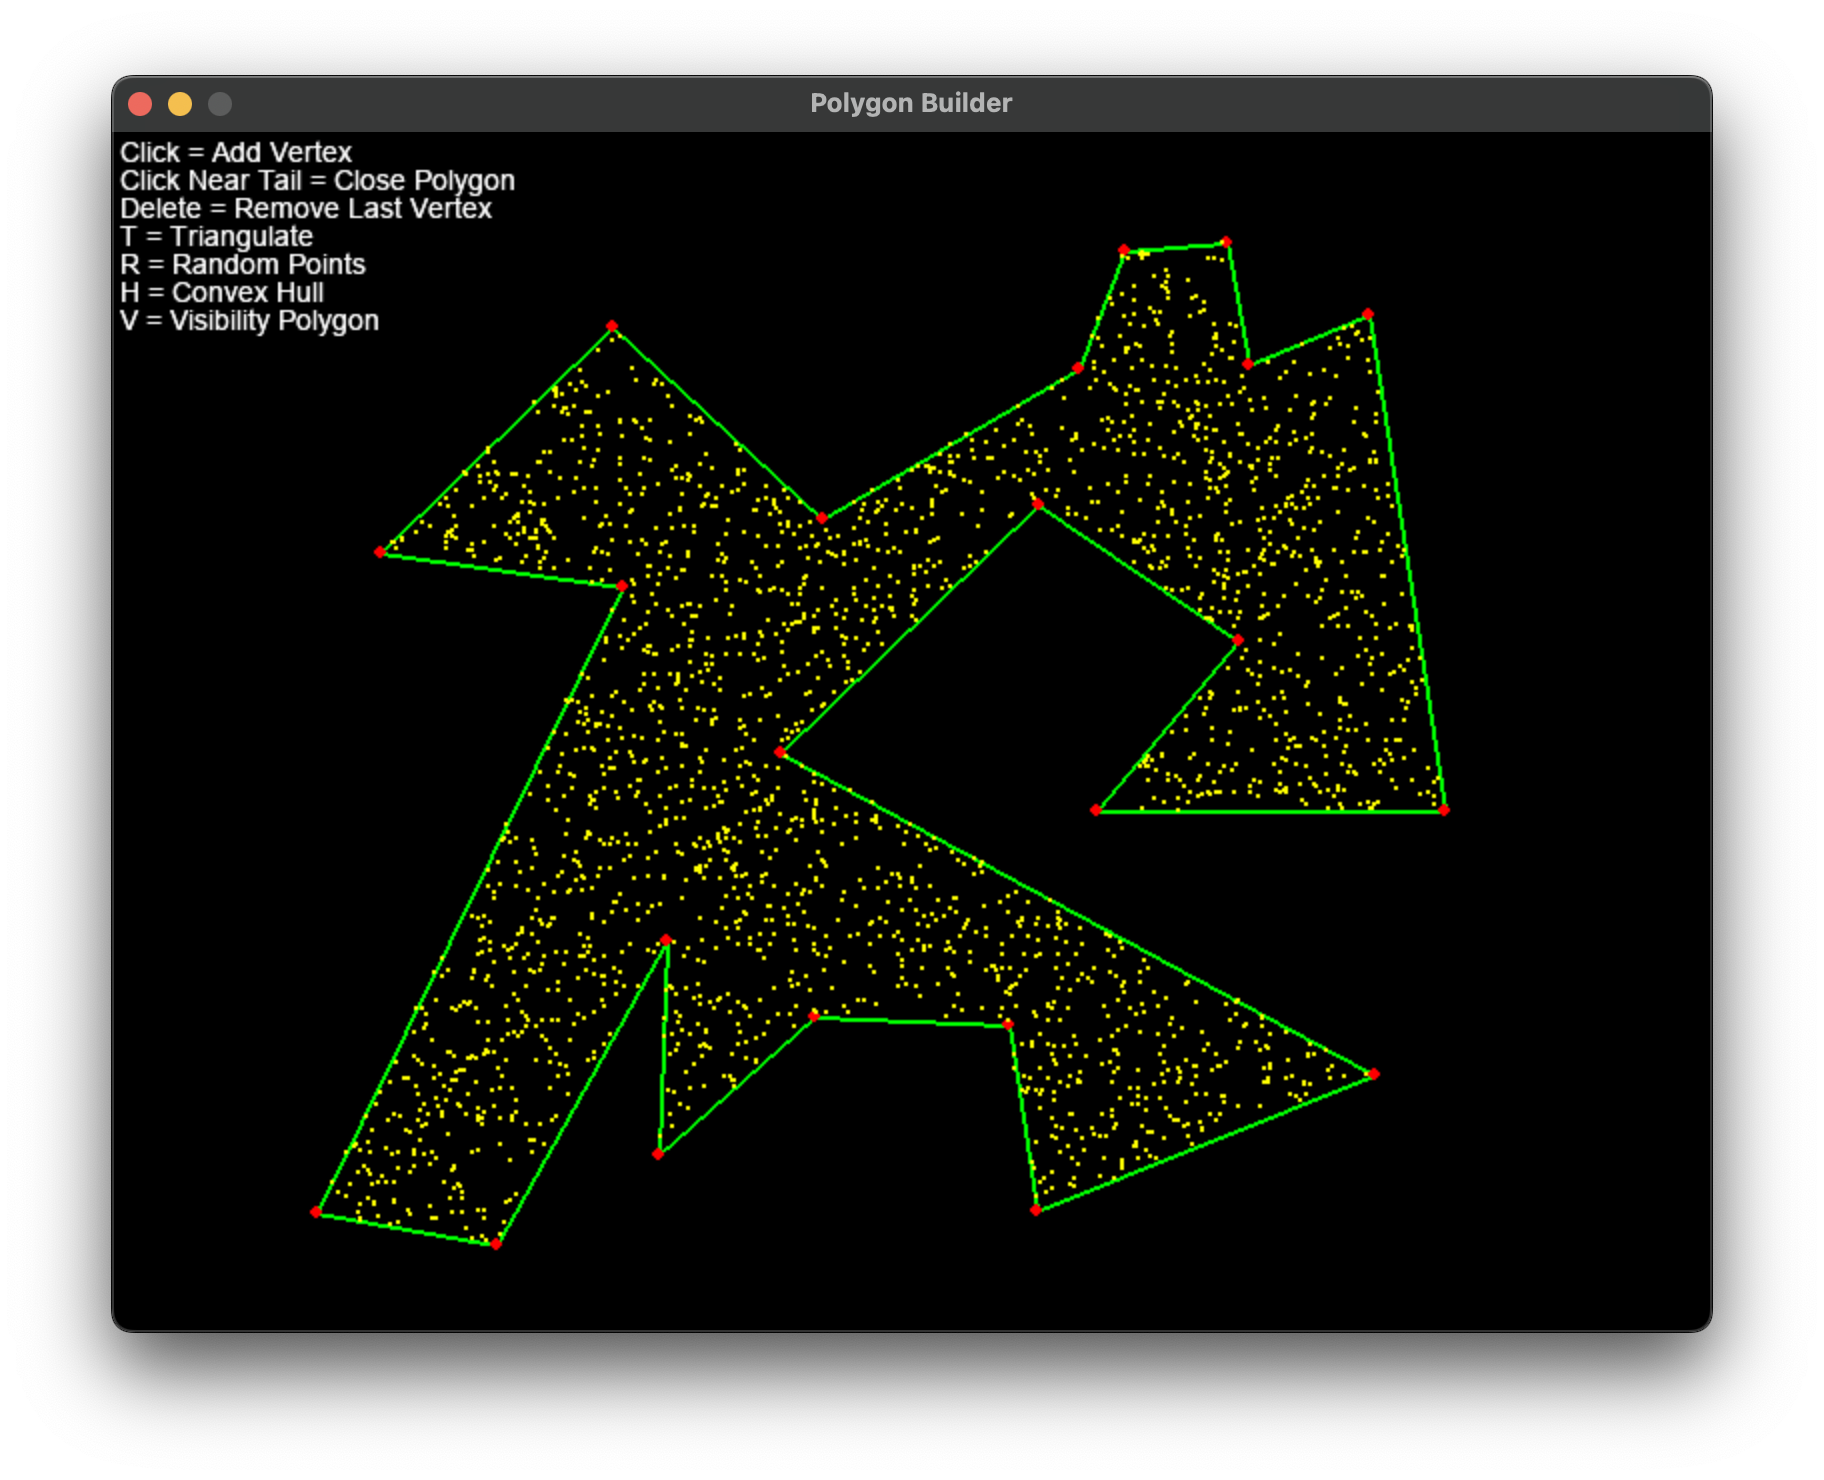 Polygon Builder
Click = Add Vertex
Click Near Tail = Close Polygon
Delete = Remove Last Vertex
T = Triangulate
R = Random Points
H = Convex Hull
V = Visibility Polygon